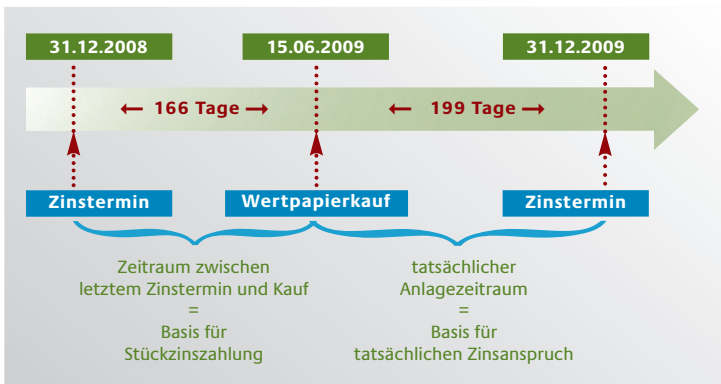 31.12.2008 15.06.2009 31.12.2009
← 166 Tage → ← 199 Tage →
Zinstermin Wertpapierkauf Zinstermin
Zeitraum zwischen
letztem Zinstermin und Kauf
=
Basis für
Stückzinszahlung
tatsächlicher
Anlagezeitraum
=
Basis für
tatsächlichen Zinsanspruch